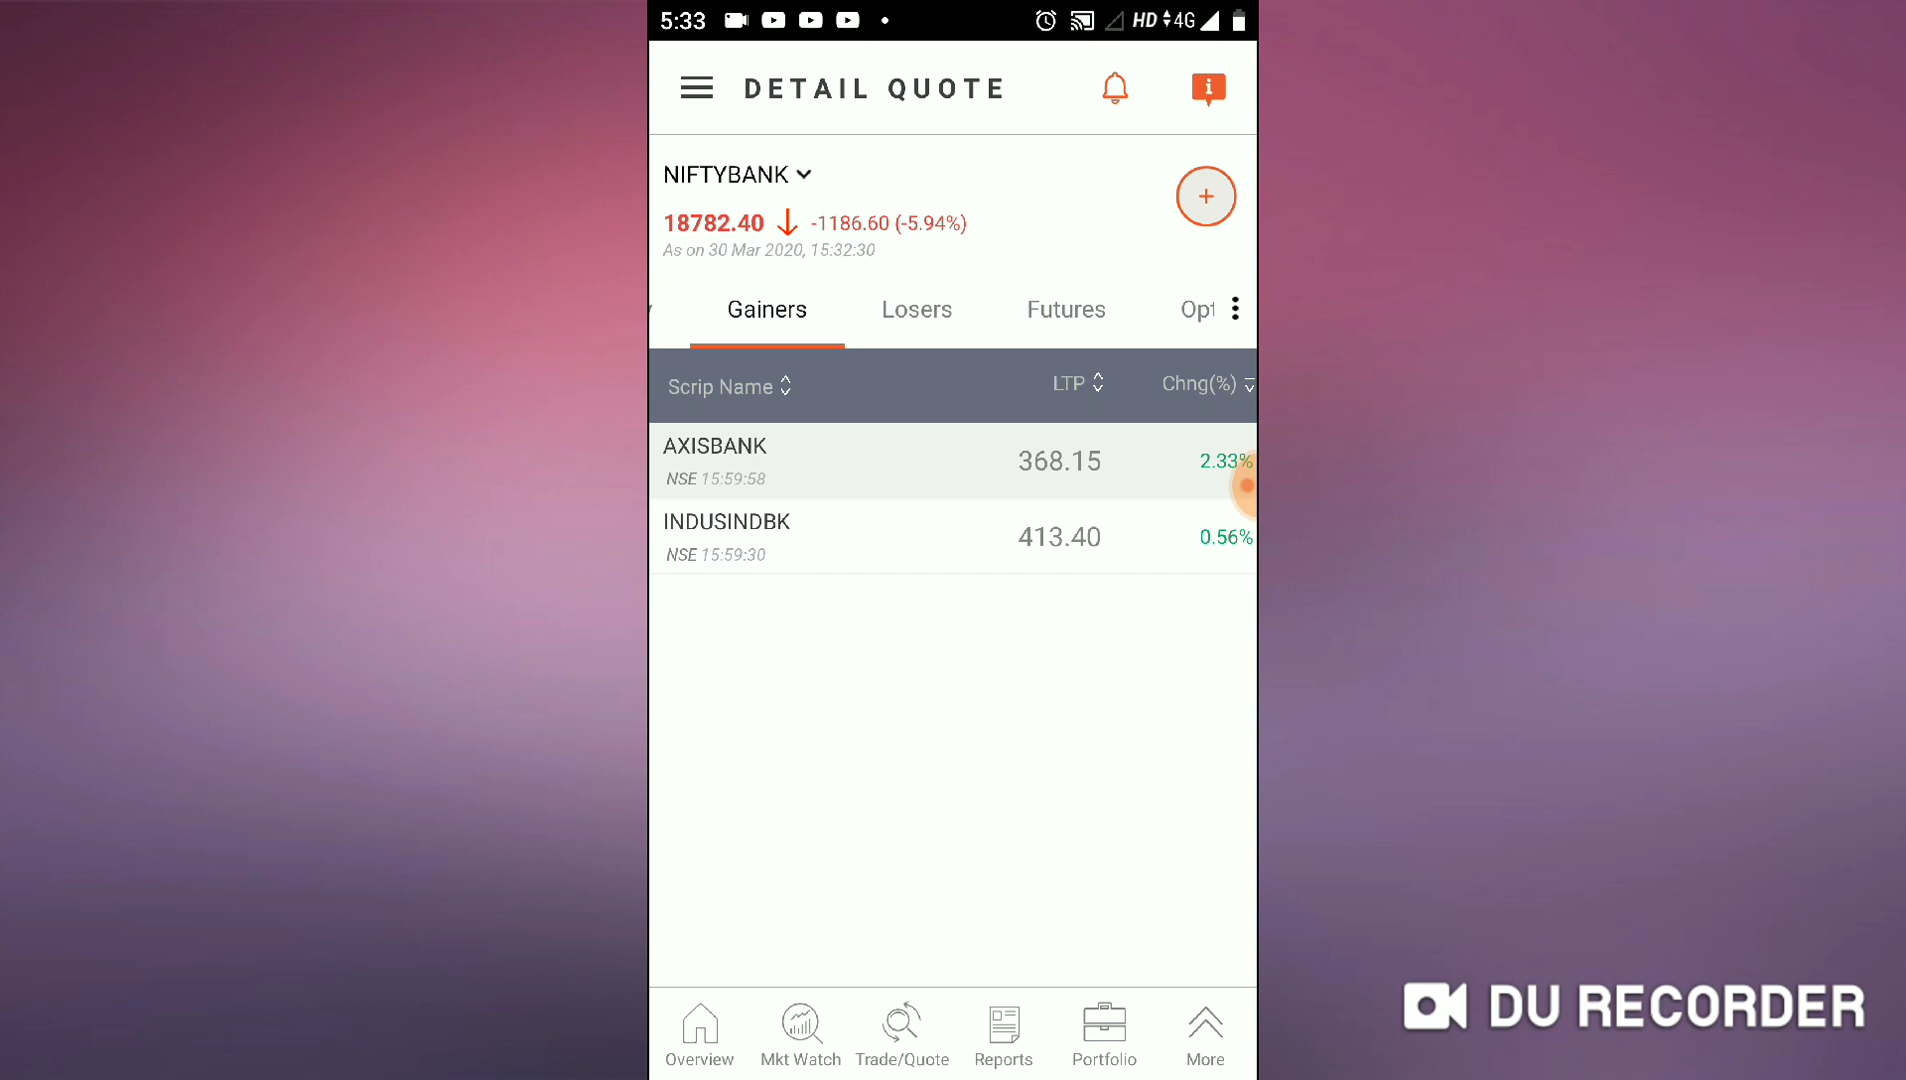 5:33 HD 4G
DETAIL QUOTE
NIFTYBANK
18782.40 -1186.60 (-5.94%)
As on 30 Mar 2020, 15:32:30
Gainers Losers Futures Opt
Scrip Name LTP Chng(%)
AXISBANK 368.15 2.33%
NSE 15:59:58
INDUSINDBK 413.40 0.56%
NSE 15:59:30
Overview Mkt Watch Trade/Quote Reports Portfolio More
DU RECORDER